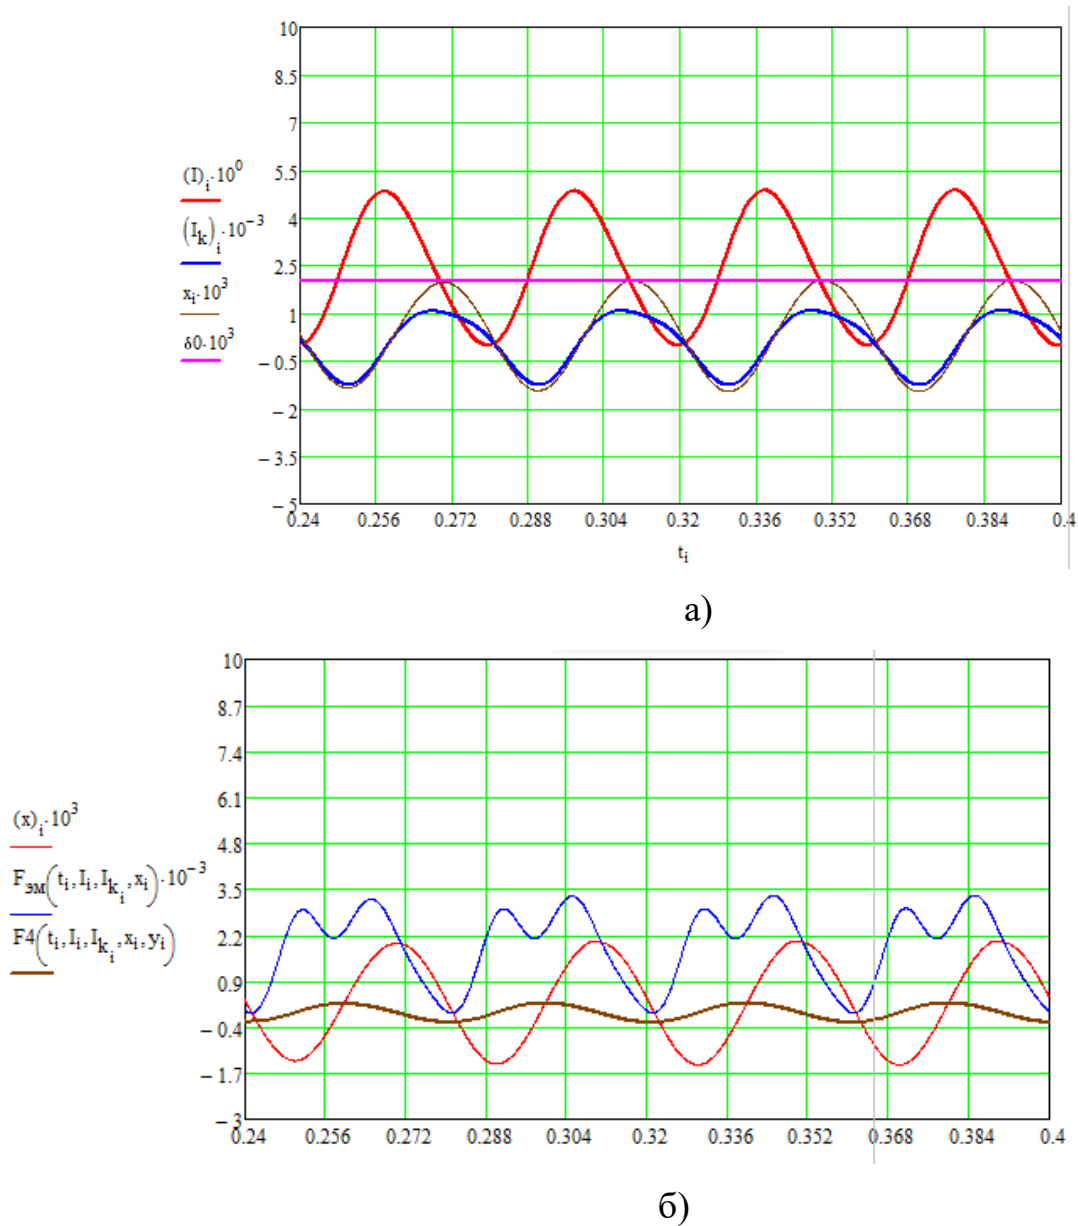 10
8.5
7
5.5
4
2.5
1
−0.5
−2
−3.5
−5
(I)i·10^0
(Ik)i·10^−3
xi·10^3
δ0·10^3
0.24 0.256 0.272 0.288 0.304 0.32 0.336 0.352 0.368 0.384 0.4
ti
а)
10
8.7
7.4
6.1
4.8
3.5
2.2
0.9
−0.4
−1.7
−3
(x)i·10^3
Fэм(ti,Ii,Iki,xi)·10^−3
F4(ti,Ii,Iki,xi,yi)
0.24 0.256 0.272 0.288 0.304 0.32 0.336 0.352 0.368 0.384 0.4
б)